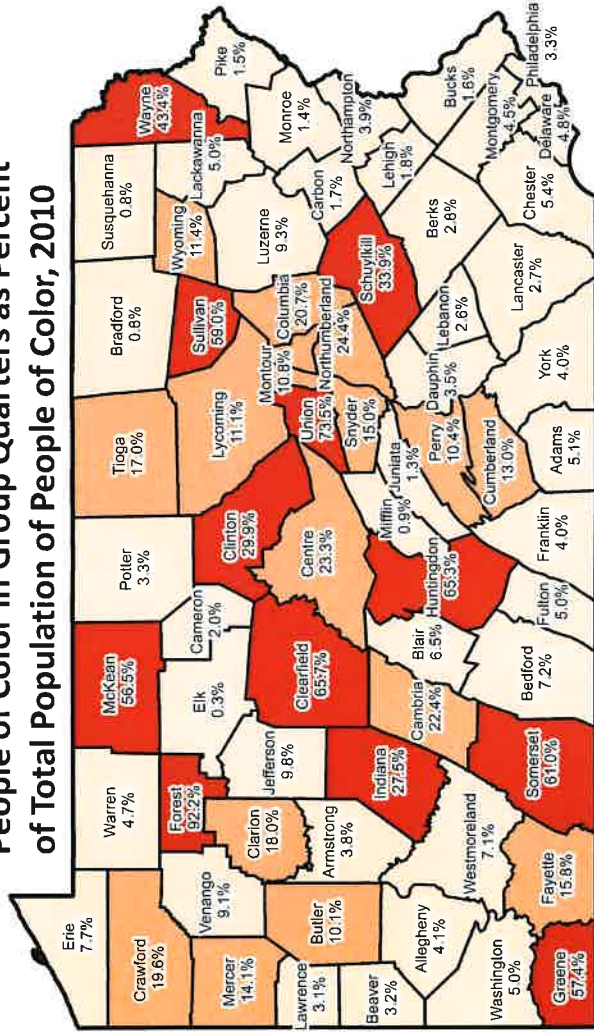 People of Color in Group Quarters as Percent
of Total Population of People of Color, 2010
Erie
7.7%
Crawford
19.6%
Mercer
14.1%
Lawrence
3.1%
Beaver
3.2%
Washington
5.0%
Greene
57.4%
Warren
4.7%
Forest
92.2%
Venango
9.1%
Clarion
18.0%
Butler
10.1%
Armstrong
3.8%
Allegheny
4.1%
Westmoreland
7.1%
Fayette
15.8%
McKean
56.5%
Elk
0.3%
Jefferson
9.8%
Indiana
27.5%
Somerset
61.0%
Potter
3.3%
Cameron
2.0%
Clearfield
65.7%
Cambria
22.4%
Blair
6.5%
Bedford
7.2%
Tioga
17.0%
Clinton
29.9%
Centre
23.3%
Huntingdon
65.3%
Fulton
5.0%
Franklin
4.0%
Bradford
0.8%
Lycoming
11.1%
Union
73.5%
Snyder
15.0%
Mifflin
0.9%
Juniata
1.3%
Perry
10.4%
Cumberland
13.0%
Adams
5.1%
Susquehanna
0.8%
Sullivan
59.0%
Wyoming
11.4%
Columbia
20.7%
Montour
10.8%
Northumberland
24.4%
Dauphin
3.5%
Lebanon
2.6%
York
4.0%
Wayne
43.4%
Lackawanna
5.0%
Luzerne
9.3%
Schuylkill
33.9%
Carbon
1.7%
Berks
2.8%
Lancaster
2.7%
Pike
1.5%
Monroe
1.4%
Northampton
3.9%
Lehigh
1.8%
Bucks
1.6%
Montgomery
4.5%
Chester
5.4%
Delaware
4.8%
Philadelphia
3.3%